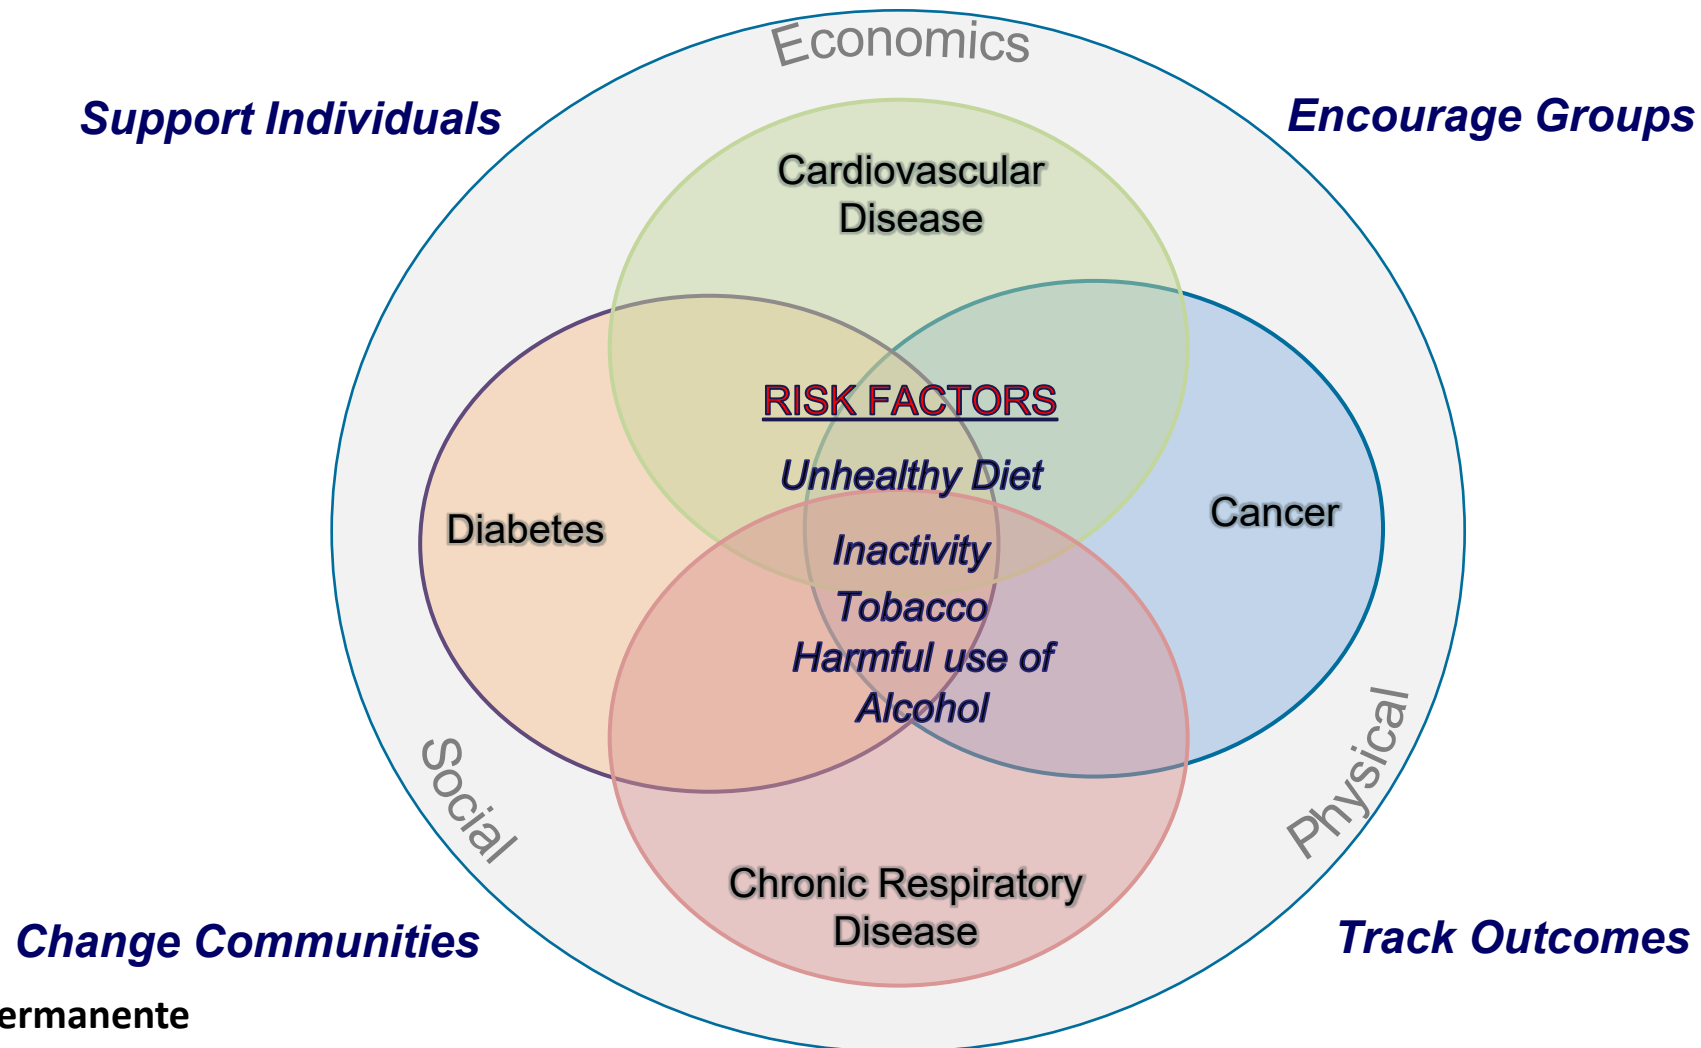 Economics
Support Individuals
Encourage Groups
Cardiovascular
Disease
RISK FACTORS
Unhealthy Diet
Diabetes
Cancer
Inactivity
Tobacco
Harmful use of
Alcohol
Social
Physical
Chronic Respiratory
Disease
Change Communities
Track Outcomes
ermanente